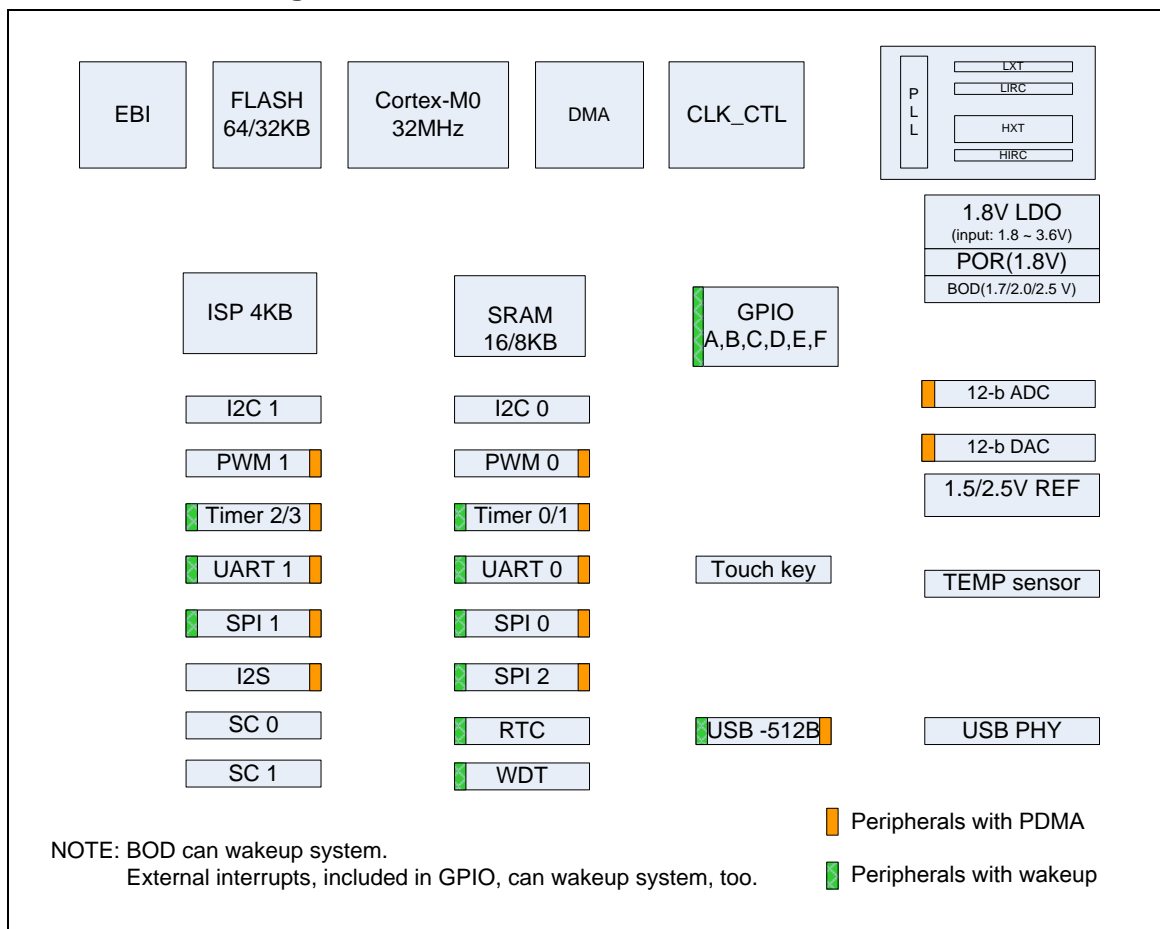 EBI
FLASH
64/32KB
Cortex-M0
32MHz
DMA
CLK_CTL
PLL
LXT
LIRC
HXT
HIRC
1.8V LDO
(input: 1.8 ~ 3.6V)
POR(1.8V)
BOD(1.7/2.0/2.5 V)
ISP 4KB
SRAM
16/8KB
GPIO
A,B,C,D,E,F
I2C 1
I2C 0
12-b ADC
PWM 1
PWM 0
12-b DAC
1.5/2.5V REF
Timer 2/3
Timer 0/1
UART 1
UART 0
Touch key
TEMP sensor
SPI 1
SPI 0
I2S
SPI 2
SC 0
RTC
USB -512B
USB PHY
SC 1
WDT
Peripherals with PDMA
Peripherals with wakeup
NOTE: BOD can wakeup system.
External interrupts, included in GPIO, can wakeup system, too.